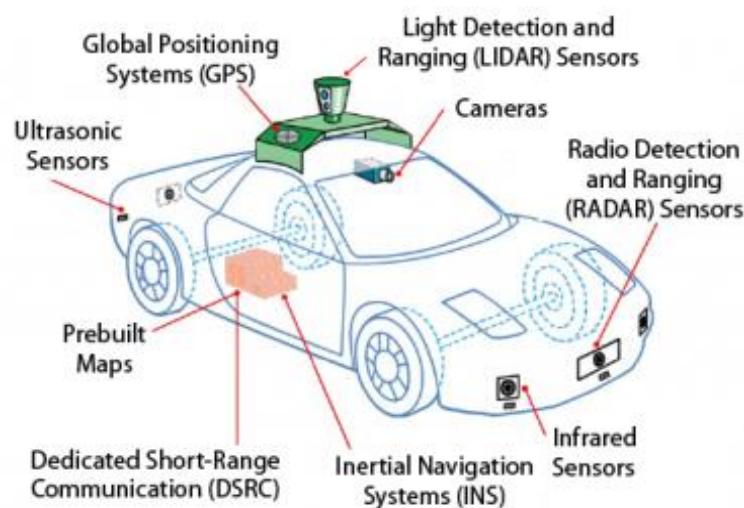 Light Detection and
Ranging (LIDAR) Sensors
Global Positioning
Systems (GPS)
Cameras
Ultrasonic
Sensors
Radio Detection
and Ranging
(RADAR) Sensors
Prebuilt
Maps
Infrared
Sensors
Dedicated Short-Range
Communication (DSRC)
Inertial Navigation
Systems (INS)